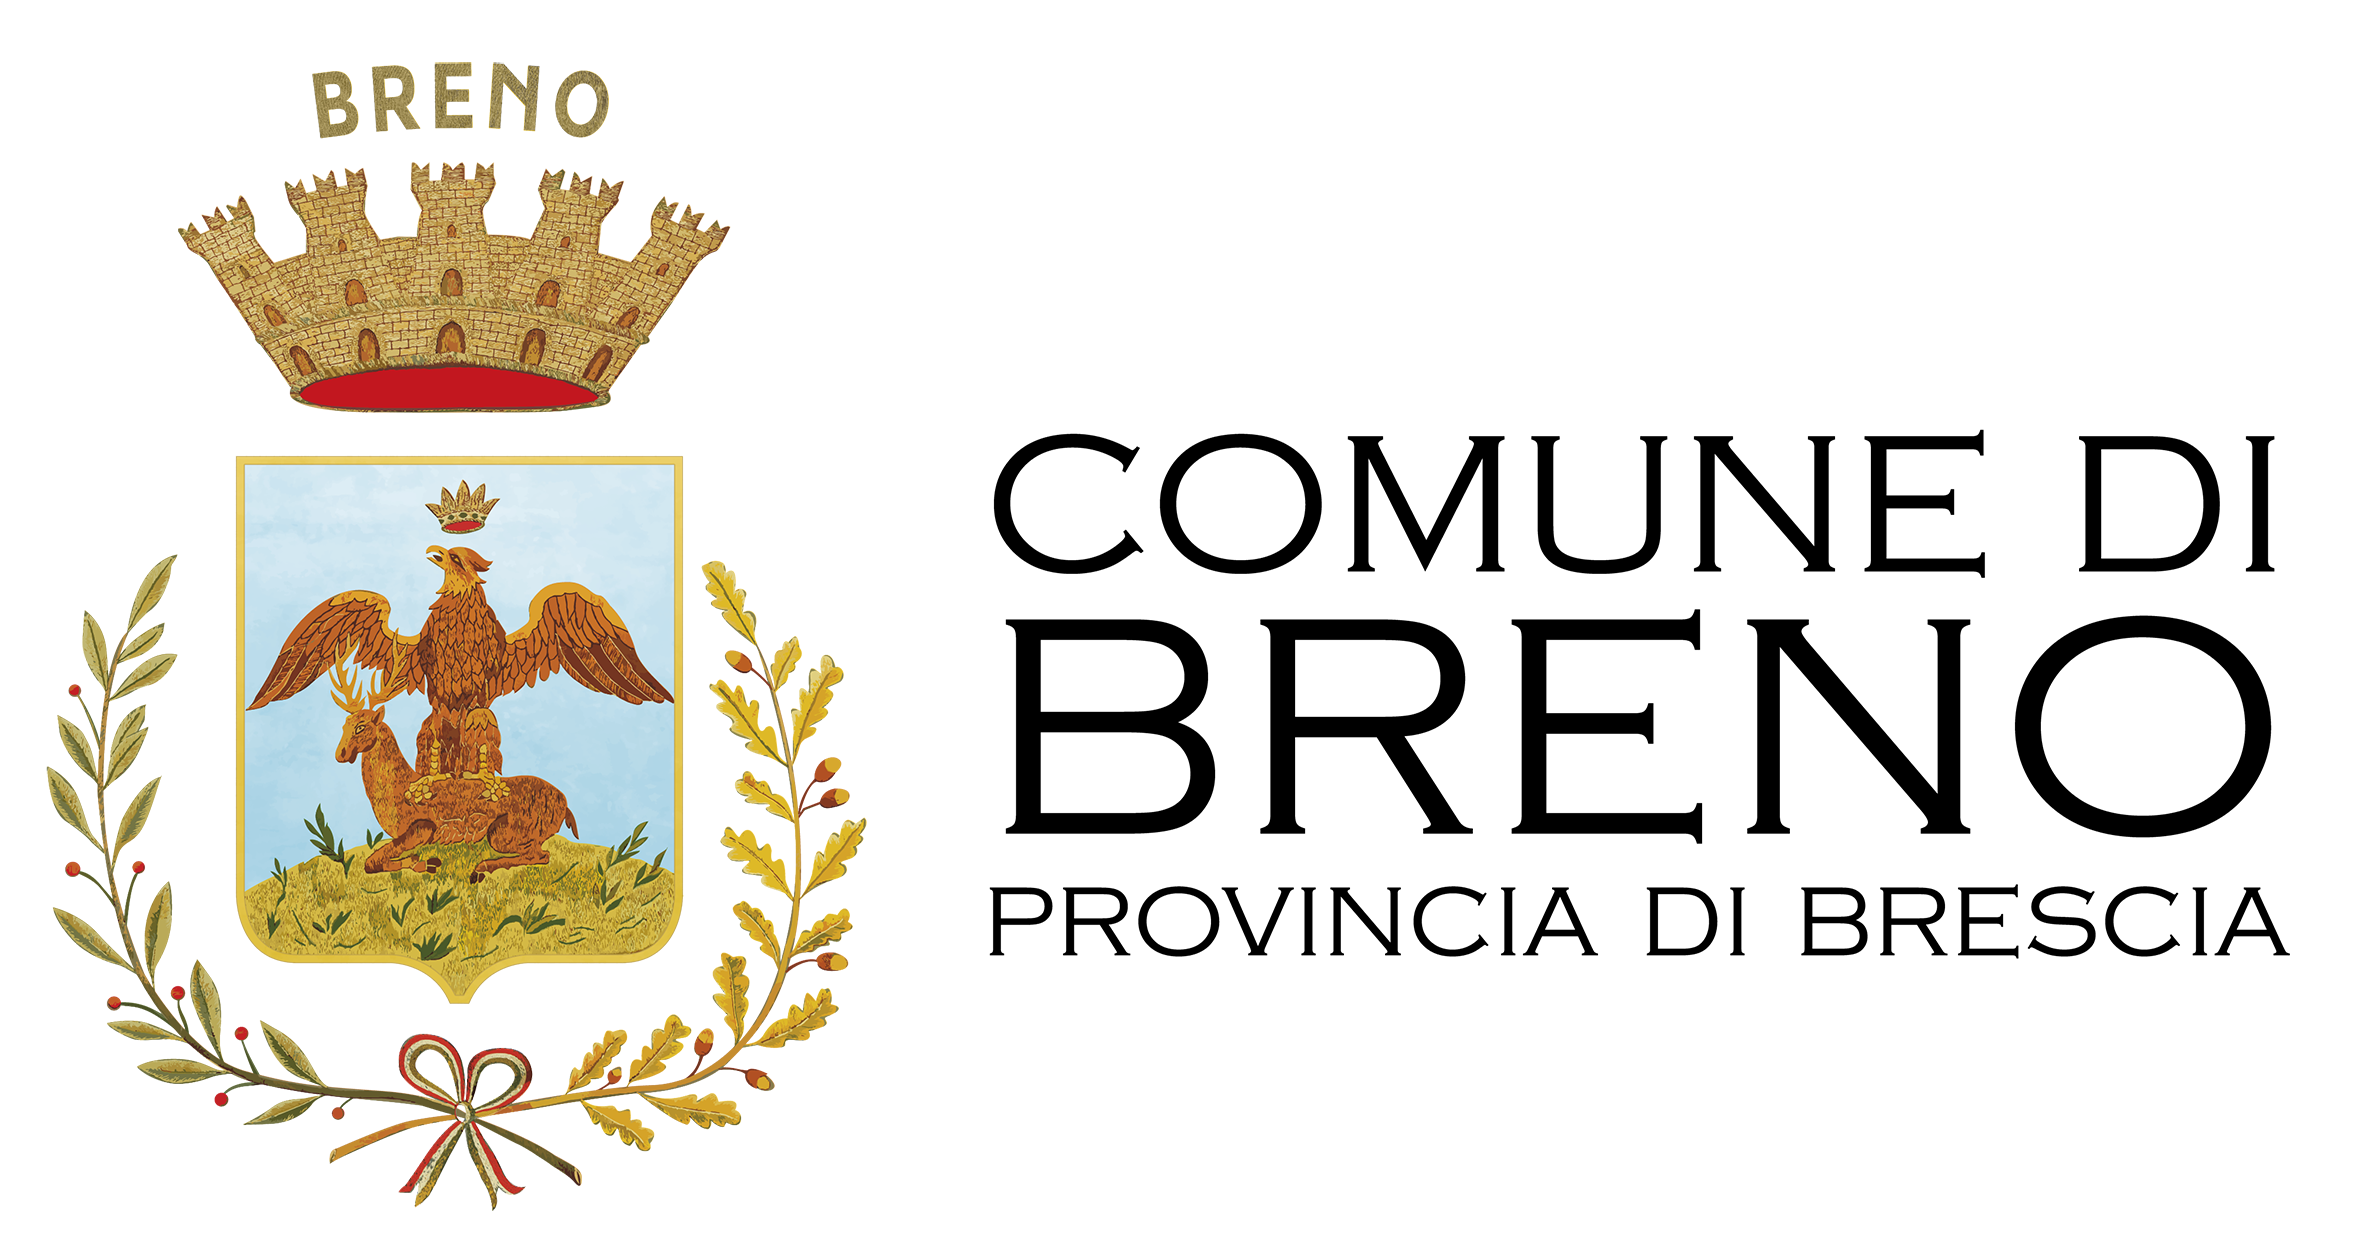 BRENO
COMUNE DI
BRENO
PROVINCIA DI BRESCIA